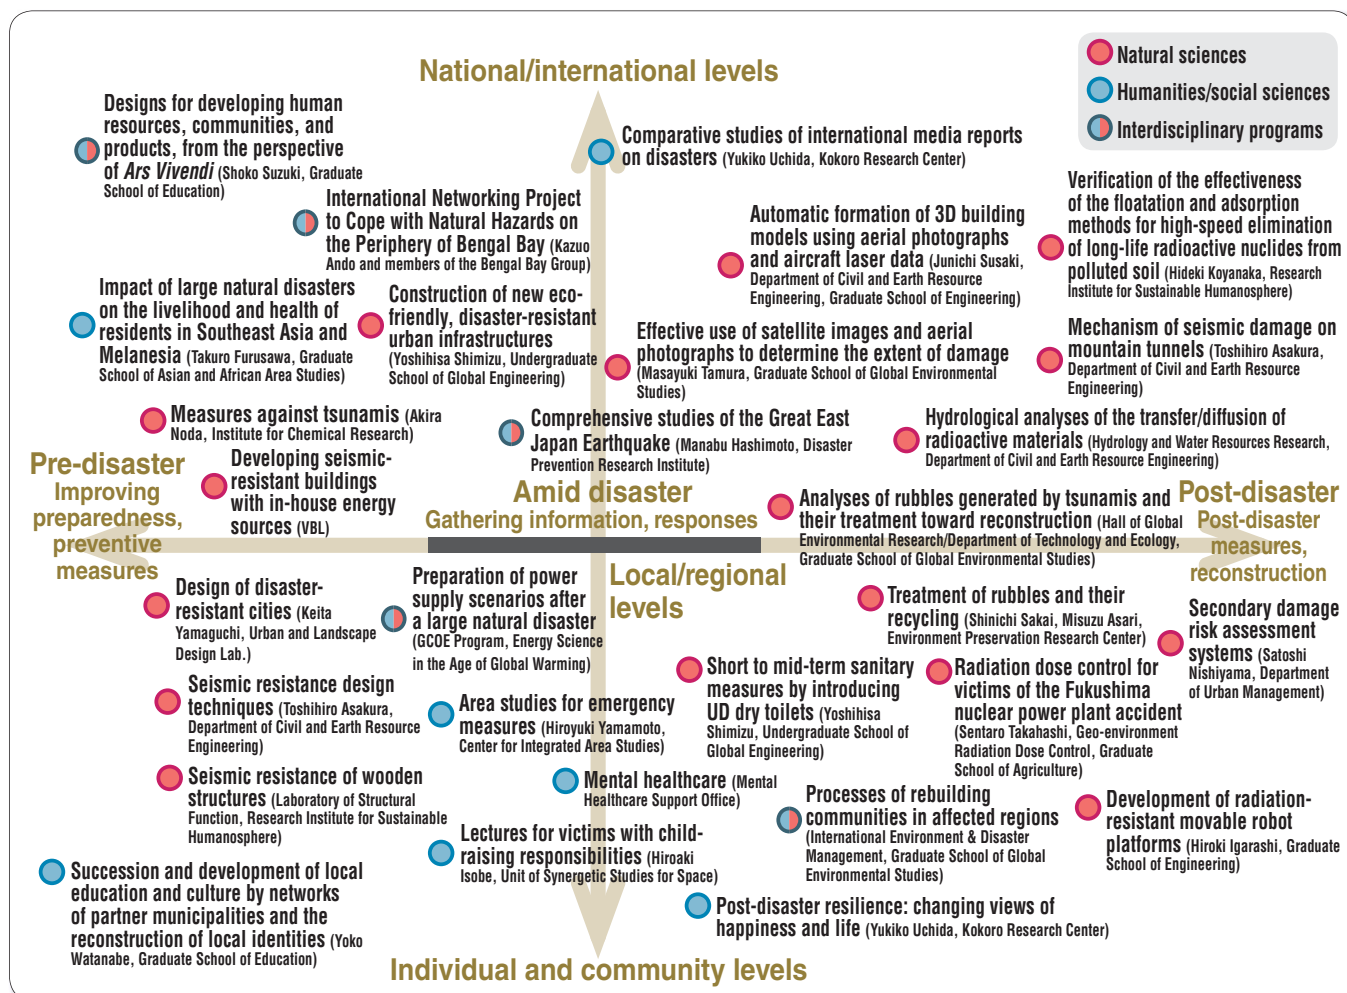 National/international levels
Natural sciences
Humanities/social sciences
Interdisciplinary programs
Designs for developing human
resources, communities, and
products, from the perspective
of Ars Vivendi (Shoko Suzuki, Graduate
School of Education)
Comparative studies of international media reports
on disasters (Yukiko Uchida, Kokoro Research Center)
International Networking Project
to Cope with Natural Hazards on
the Periphery of Bengal Bay (Kazuo
Ando and members of the Bengal Bay Group)
Automatic formation of 3D building
models using aerial photographs
and aircraft laser data (Junichi Susaki,
Department of Civil and Earth Resource
Engineering, Graduate School of Engineering)
Verification of the effectiveness
of the floatation and adsorption
methods for high-speed elimination
of long-life radioactive nuclides from
polluted soil (Hideki Koyanaka, Research
Institute for Sustainable Humanosphere)
Impact of large natural disasters
on the livelihood and health of
residents in Southeast Asia and
Melanesia (Takuro Furusawa, Graduate
School of Asian and African Area Studies)
Construction of new eco-
friendly, disaster-resistant
urban infrastructures
(Yoshihisa Shimizu, Undergraduate
School of Global Engineering)
Effective use of satellite images and aerial
photographs to determine the extent of damage
(Masayuki Tamura, Graduate School of Global Environmental
Studies)
Mechanism of seismic damage on
mountain tunnels (Toshihiro Asakura,
Department of Civil and Earth Resource
Engineering)
Measures against tsunamis (Akira
Noda, Institute for Chemical Research)
Comprehensive studies of the Great East
Japan Earthquake (Manabu Hashimoto, Disaster
Prevention Research Institute)
Hydrological analyses of the transfer/diffusion of
radioactive materials (Hydrology and Water Resources Research,
Department of Civil and Earth Resource Engineering)
Pre-disaster
Improving
preparedness,
preventive
measures
Developing seismic-
resistant buildings
with in-house energy
sources (VBL)
Amid disaster
Gathering information, responses
Analyses of rubbles generated by tsunamis and
their treatment toward reconstruction (Hall of Global
Environmental Research/Department of Technology and Ecology,
Graduate School of Global Environmental Studies)
Post-disaster
Post-disaster
measures,
reconstruction
Local/regional
levels
Design of disaster-
resistant cities (Keita
Yamaguchi, Urban and Landscape
Design Lab.)
Preparation of power
supply scenarios after
a large natural disaster
(GCOE Program, Energy Science
in the Age of Global Warming)
Treatment of rubbles and their
recycling (Shinichi Sakai, Misuzu Asari,
Environment Preservation Research Center)
Secondary damage
risk assessment
systems (Satoshi
Nishiyama, Department
of Urban Management)
Seismic resistance design
techniques (Toshihiro Asakura,
Department of Civil and Earth Resource
Engineering)
Area studies for emergency
measures (Hiroyuki Yamamoto,
Center for Integrated Area Studies)
Short to mid-term sanitary
measures by introducing
UD dry toilets (Yoshihisa
Shimizu, Undergraduate School of
Global Engineering)
Radiation dose control for
victims of the Fukushima
nuclear power plant accident
(Sentaro Takahashi, Geo-environment
Radiation Dose Control, Graduate
School of Agriculture)
Seismic resistance of wooden
structures (Laboratory of Structural
Function, Research Institute for Sustainable
Humanosphere)
Mental healthcare (Mental
Healthcare Support Office)
Processes of rebuilding
communities in affected regions
(International Environment & Disaster
Management, Graduate School of Global
Environmental Studies)
Development of radiation-
resistant movable robot
platforms (Hiroki Igarashi, Graduate
School of Engineering)
Lectures for victims with child-
raising responsibilities (Hiroaki
Isobe, Unit of Synergetic Studies for Space)
Succession and development of local
education and culture by networks
of partner municipalities and the
reconstruction of local identities (Yoko
Watanabe, Graduate School of Education)
Post-disaster resilience: changing views of
happiness and life (Yukiko Uchida, Kokoro Research Center)
Individual and community levels